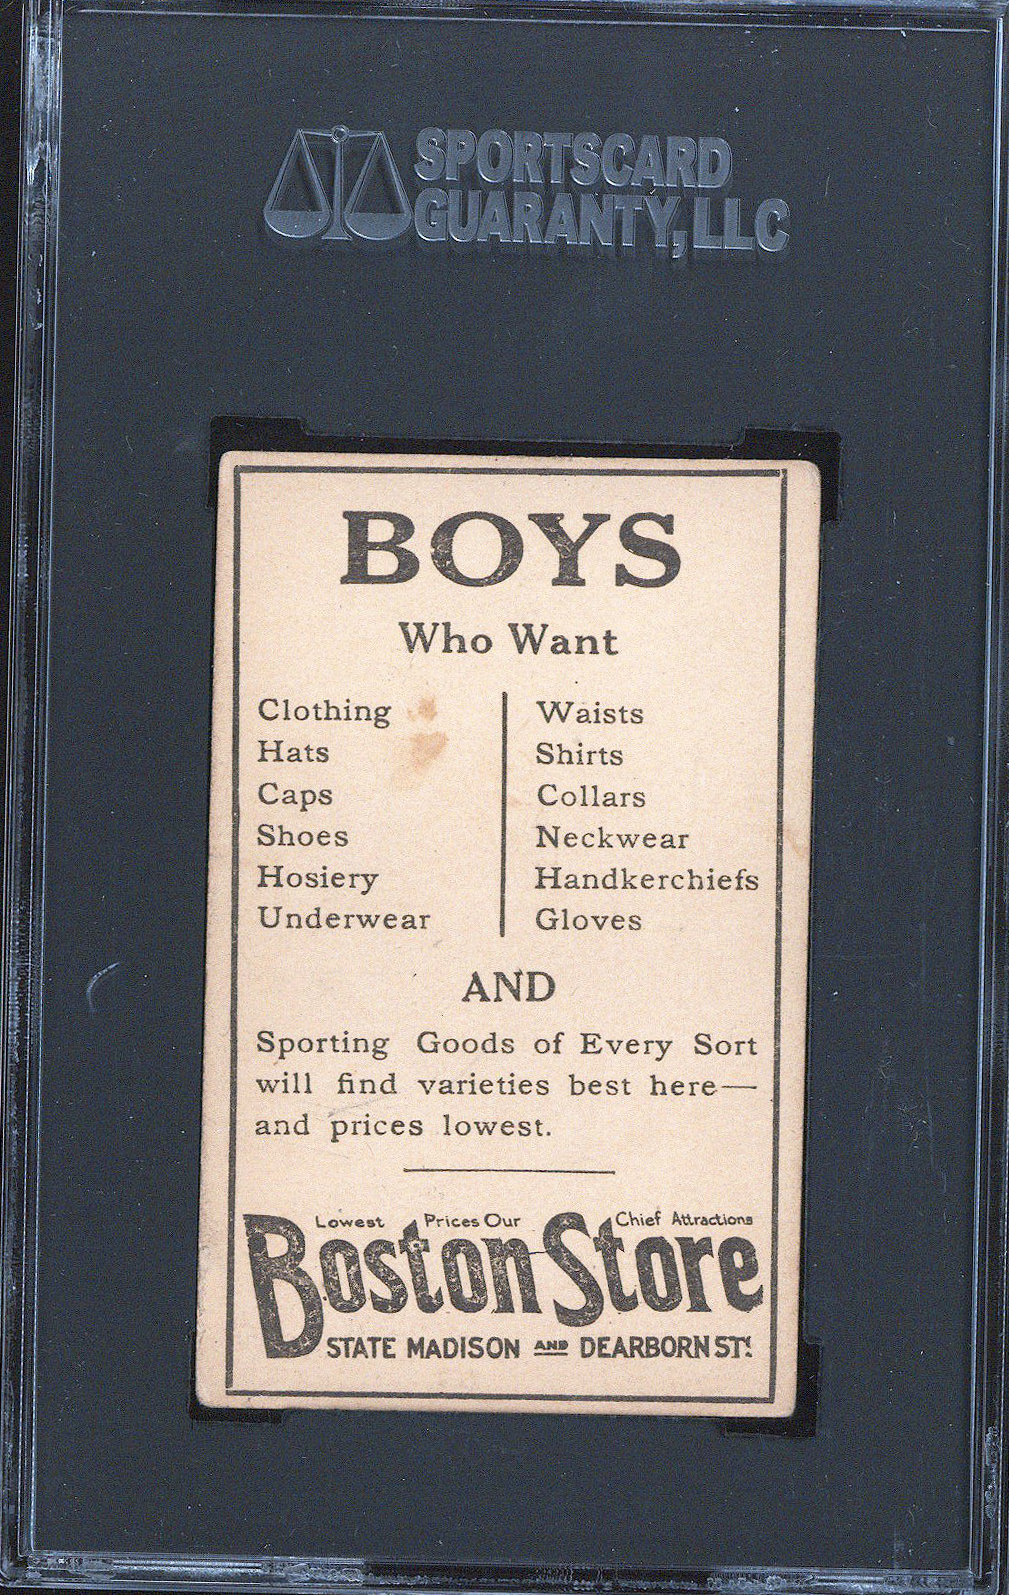 SPORTSCARD
GUARANTY, LLC
BOYS
Who Want
Clothing
Hats
Caps
Shoes
Hosiery
Underwear
Waists
Shirts
Collars
Neckwear
Handkerchiefs
Gloves
AND
Sporting Goods of Every Sort
will find varieties best here—
and prices lowest.
Lowest Prices Our Chief Attractions
Boston Store
STATE MADISON AND DEARBORN STS